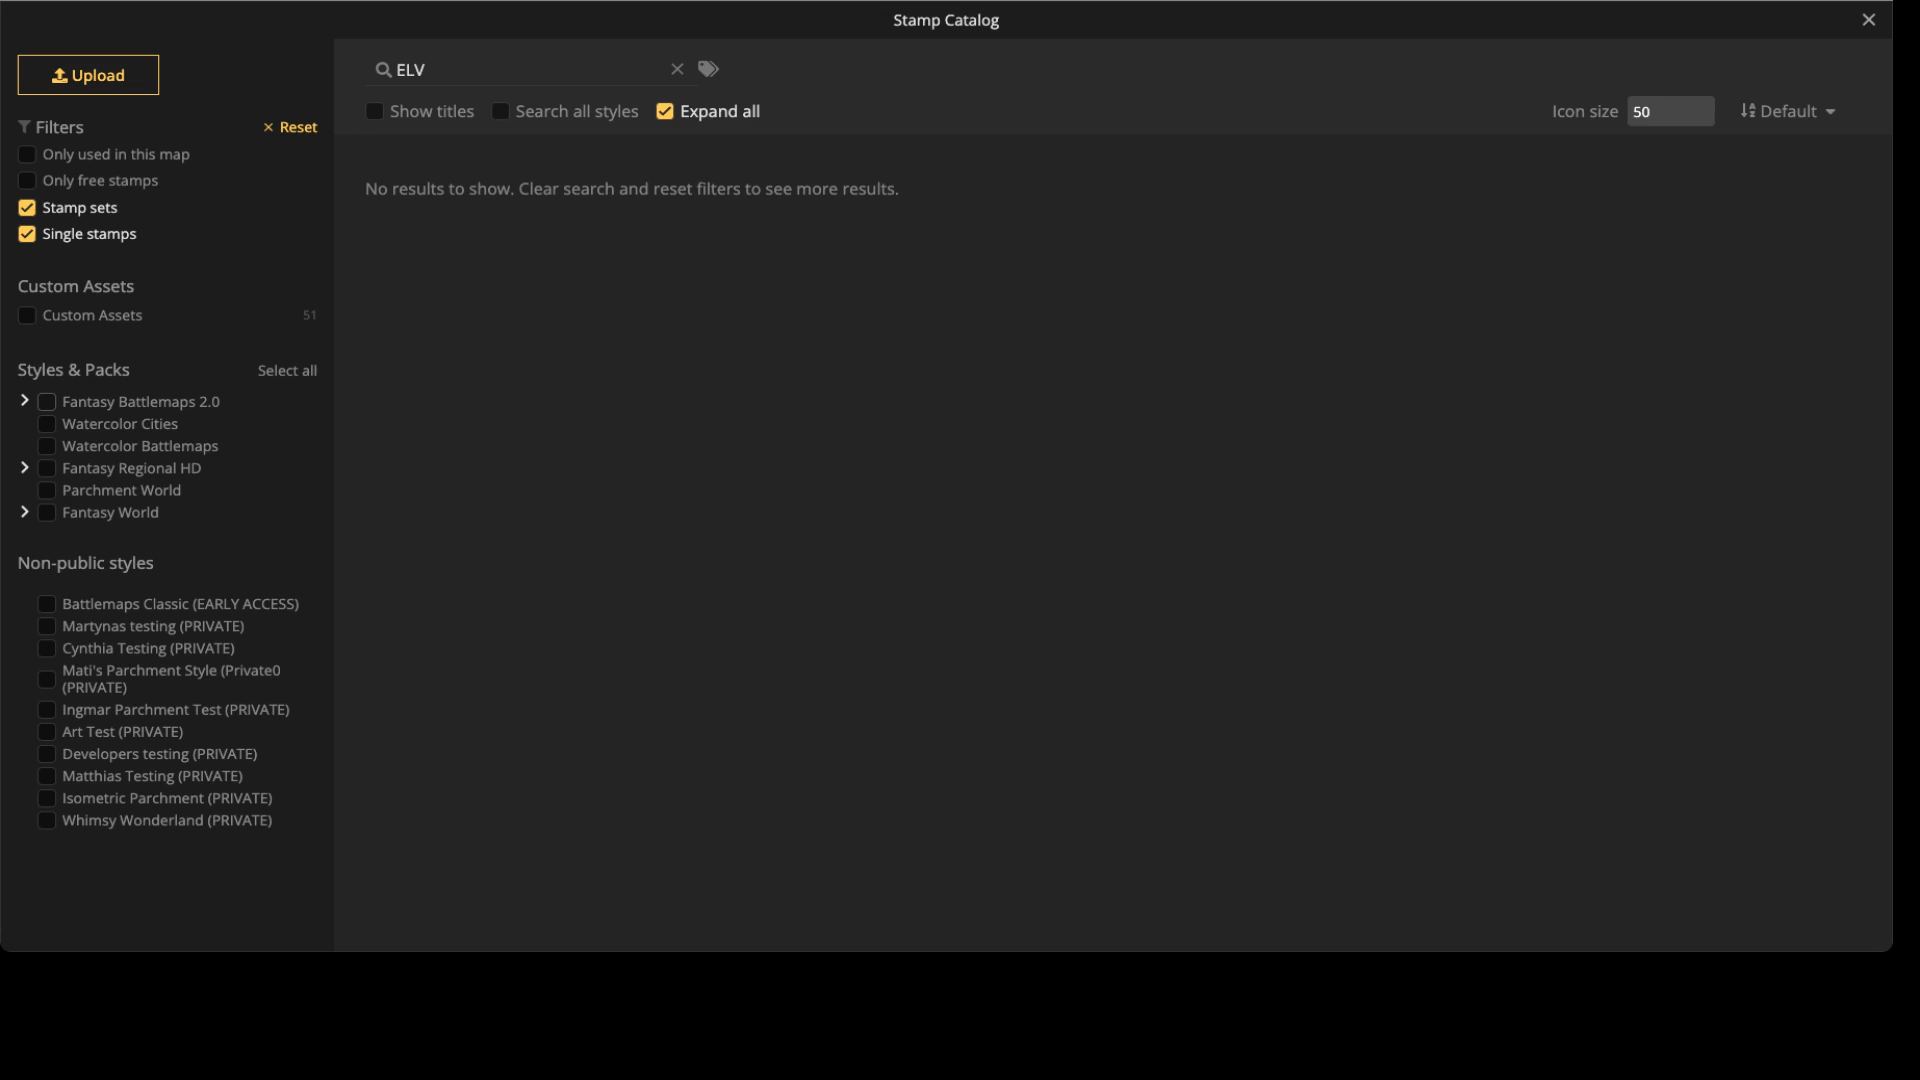 Stamp Catalog
Upload
Filters
Reset
Only used in this map
Only free stamps
Stamp sets
Single stamps
Custom Assets
Custom Assets 51
Styles & Packs Select all
Fantasy Battlemaps 2.0
Watercolor Cities
Watercolor Battlemaps
Fantasy Regional HD
Parchment World
Fantasy World
Non-public styles
Battlemaps Classic (EARLY ACCESS)
Martynas testing (PRIVATE)
Cynthia Testing (PRIVATE)
Mati's Parchment Style (Private0
(PRIVATE)
Ingmar Parchment Test (PRIVATE)
Art Test (PRIVATE)
Developers testing (PRIVATE)
Matthias Testing (PRIVATE)
Isometric Parchment (PRIVATE)
Whimsy Wonderland (PRIVATE)
ELV
Show titles Search all styles Expand all
Icon size 50 Default
No results to show. Clear search and reset filters to see more results.